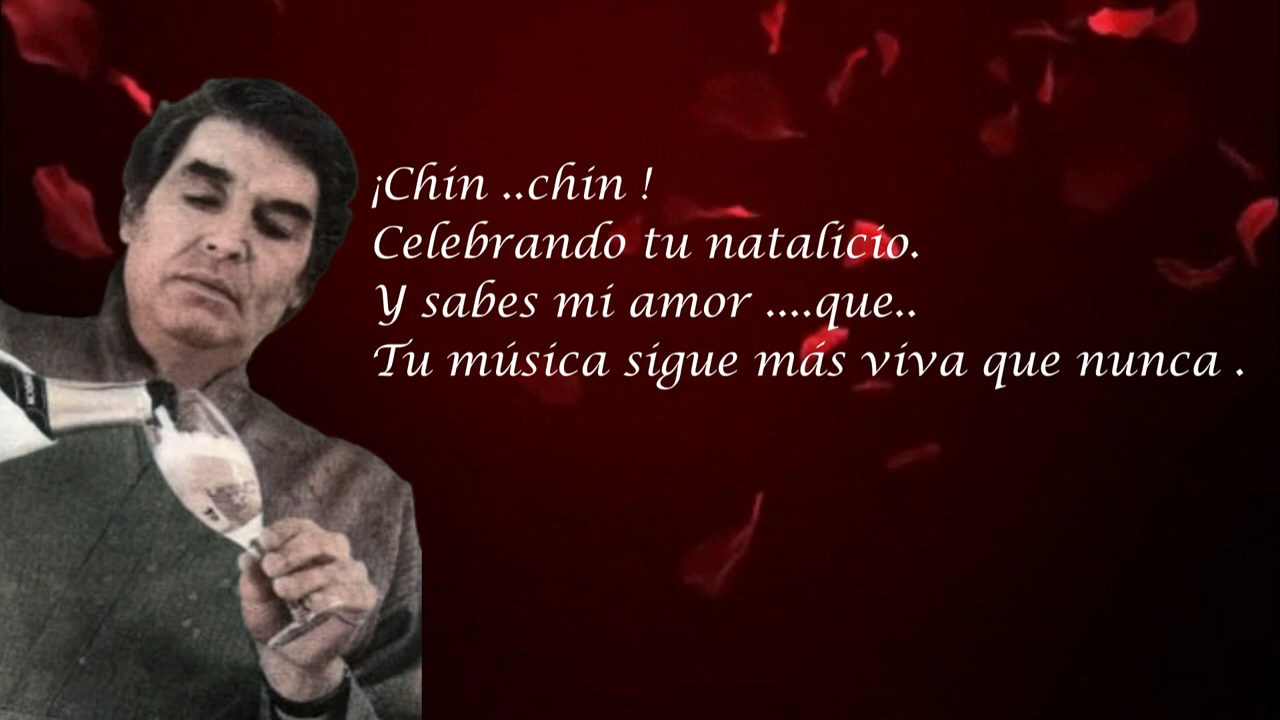 ¡Chin ..chin !
Celebrando tu natalicio.
Y sabes mi amor ....que..
Tu música sigue más viva que nunca .